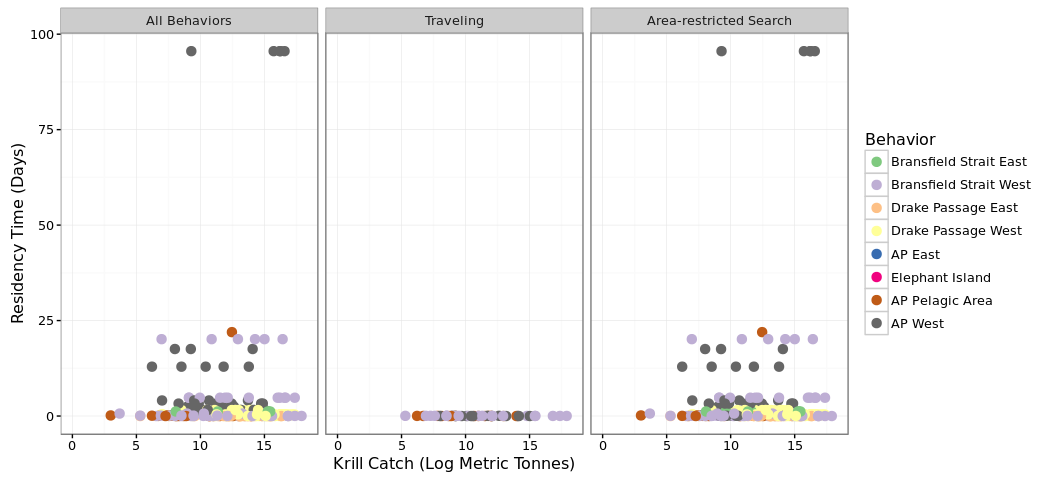 All Behaviors
Traveling
Area-restricted Search
Residency Time (Days)
100
75
50
25
0
0 5 10 15
0 5 10 15
0 5 10 15
Krill Catch (Log Metric Tonnes)
Behavior
Bransfield Strait East
Bransfield Strait West
Drake Passage East
Drake Passage West
AP East
Elephant Island
AP Pelagic Area
AP West